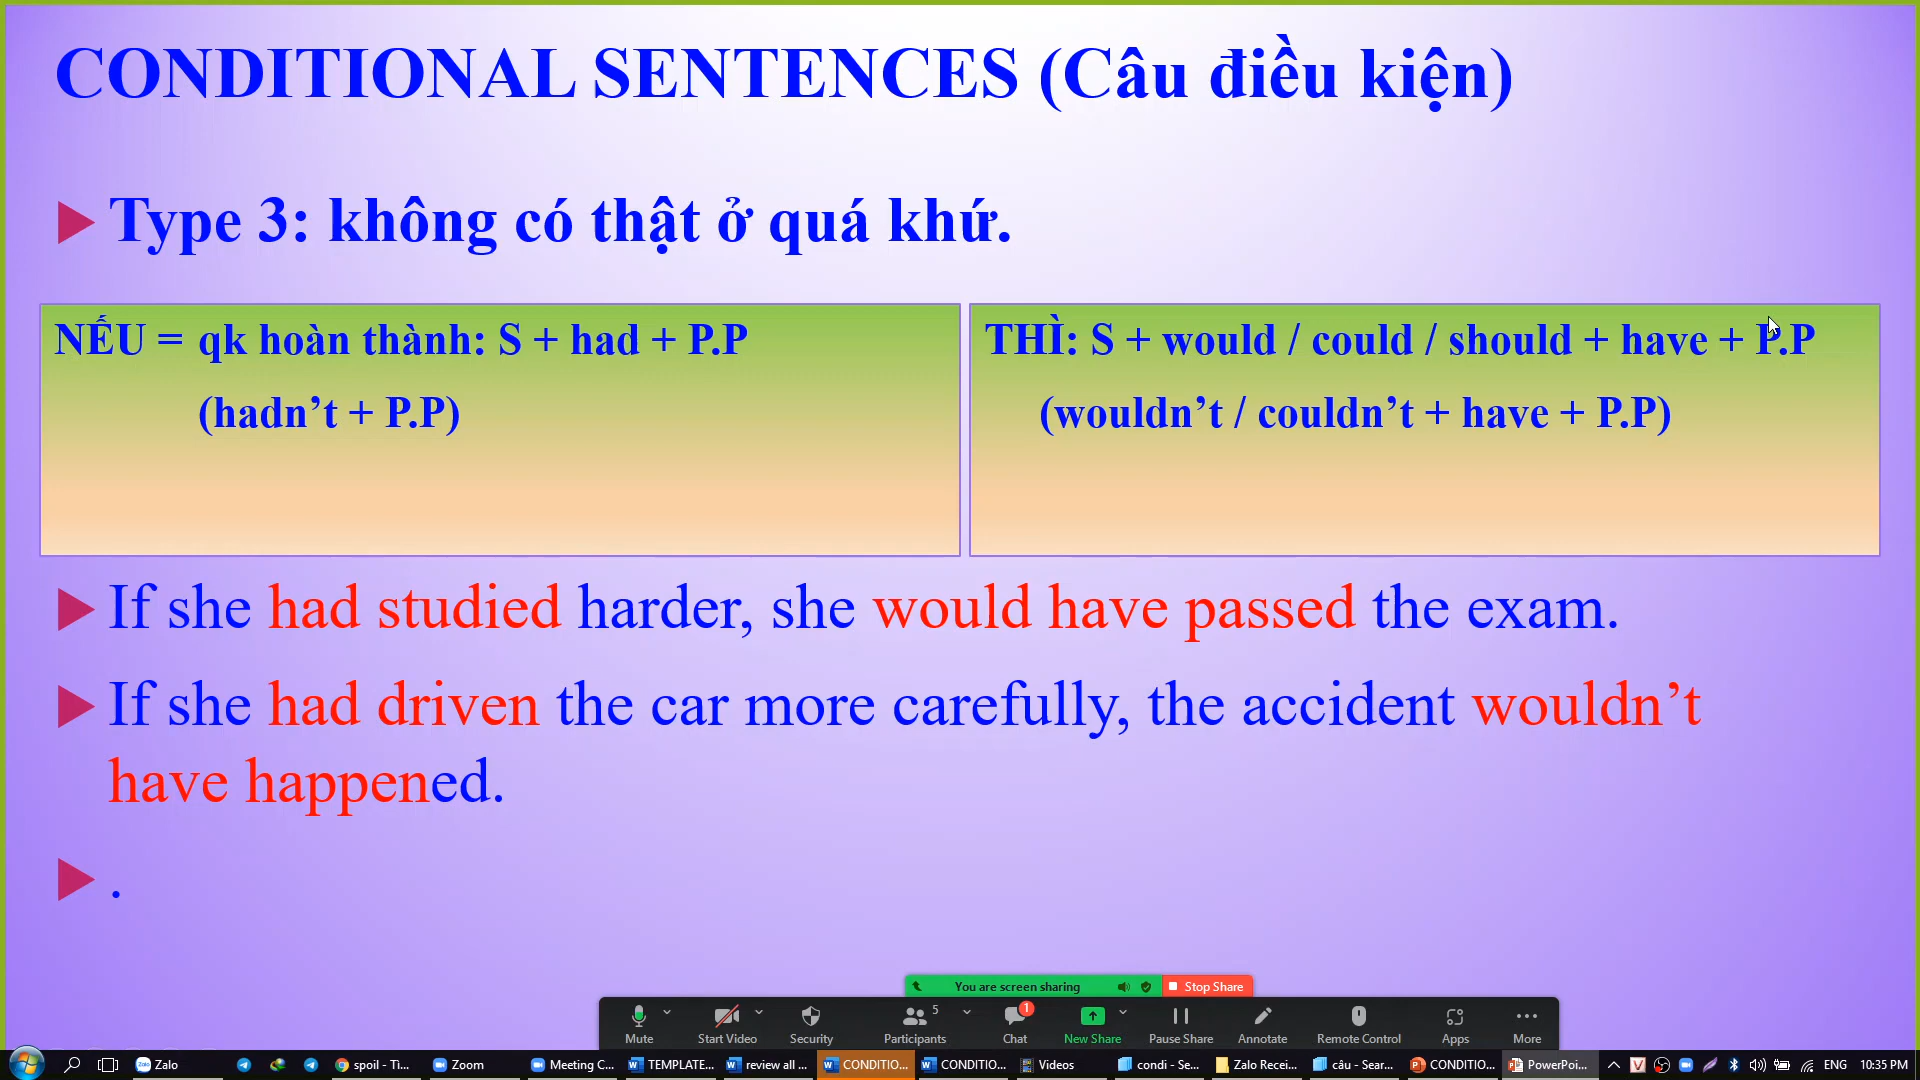 CONDITIONAL SENTENCES (Câu điều kiện)
Type 3: không có thật ở quá khứ.
NẾU = qk hoàn thành: S + had + P.P
(hadn’t + P.P)
THÌ: S + would / could / should + have + P.P
(wouldn’t / couldn’t + have + P.P)
If she had studied harder, she would have passed the exam.
If she had driven the car more carefully, the accident wouldn’t
have happened.
.
You are screen sharing
Stop Share
Mute
Start Video
Security
5
Participants
1
Chat
New Share
Pause Share
Annotate
Remote Control
Apps
More
Zalo
spoil - Ti...
Zoom
Meeting C...
TEMPLATE...
review all ...
CONDITIO...
CONDITIO...
Videos
condi - Se...
Zalo Recei...
câu - Sear...
CONDITIO...
PowerPoi...
ENG
10:35 PM